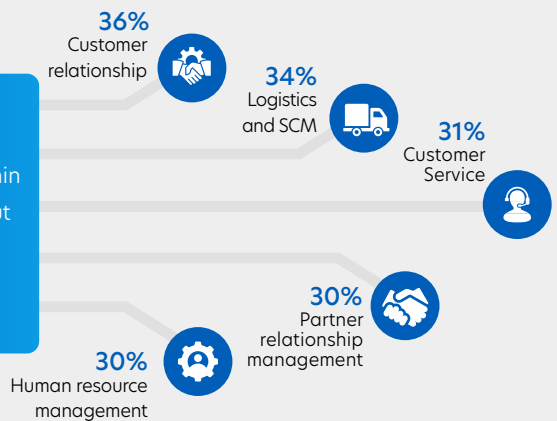 36%
Customer
relationship
34%
Logistics
and SCM
31%
Customer
Service
30%
Partner
relationship
management
30%
Human resource
management